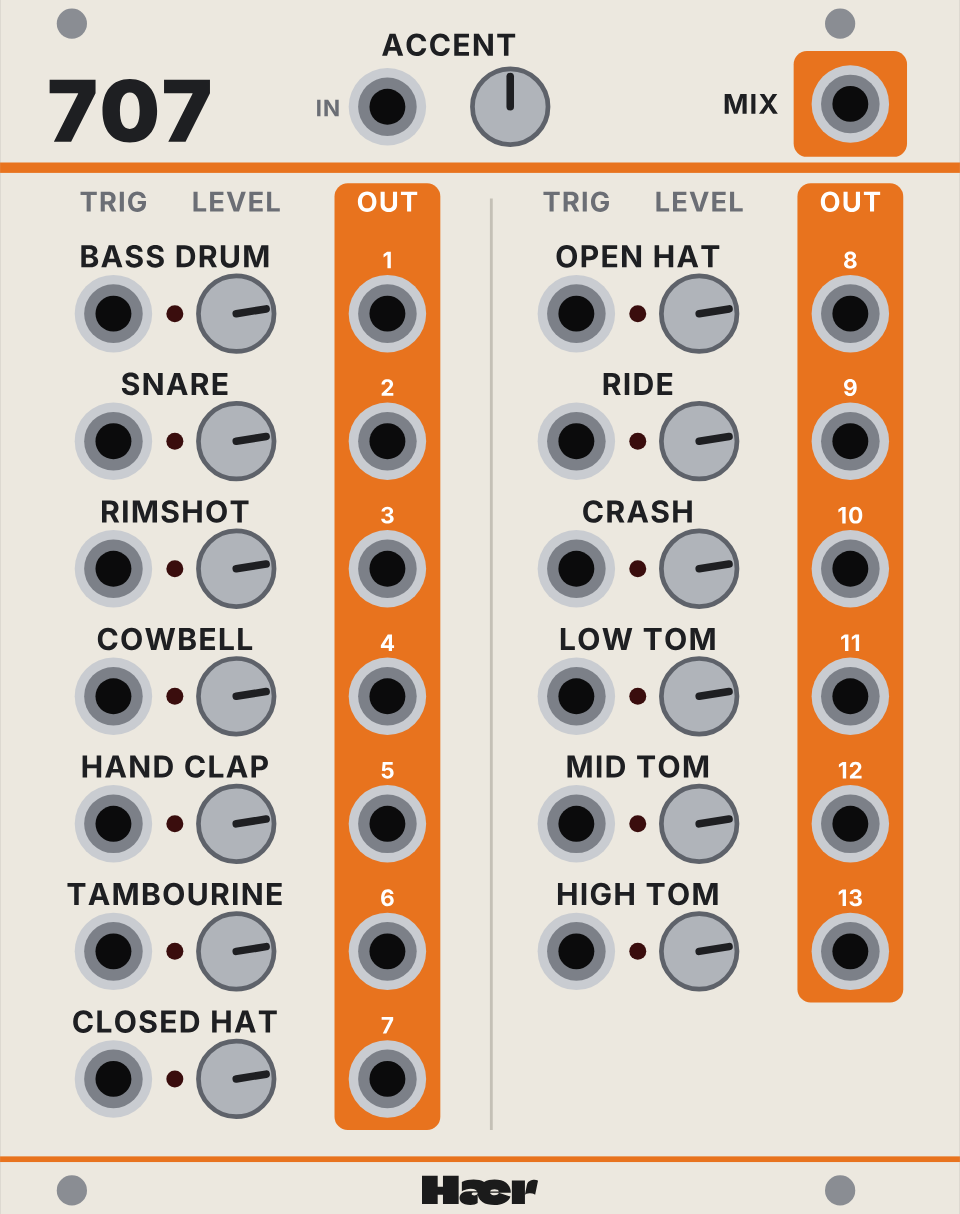 ACCENT
707
IN
MIX
TRIG LEVEL OUT
BASS DRUM 1
SNARE 2
RIMSHOT 3
COWBELL 4
HAND CLAP 5
TAMBOURINE 6
CLOSED HAT 7
TRIG LEVEL OUT
OPEN HAT 8
RIDE 9
CRASH 10
LOW TOM 11
MID TOM 12
HIGH TOM 13
Hær